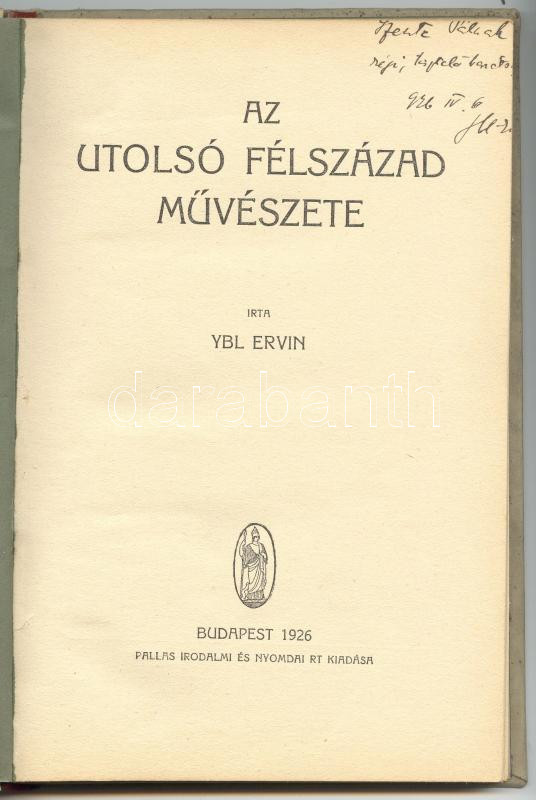 régi,
926 IV. 6
AZ
UTOLSÓ FÉLSZÁZAD
MŰVÉSZETE
IRTA
YBL ERVIN
darabanth
BUDAPEST 1926
PALLAS IRODALMI ÉS NYOMDAI RT KIADÁSA